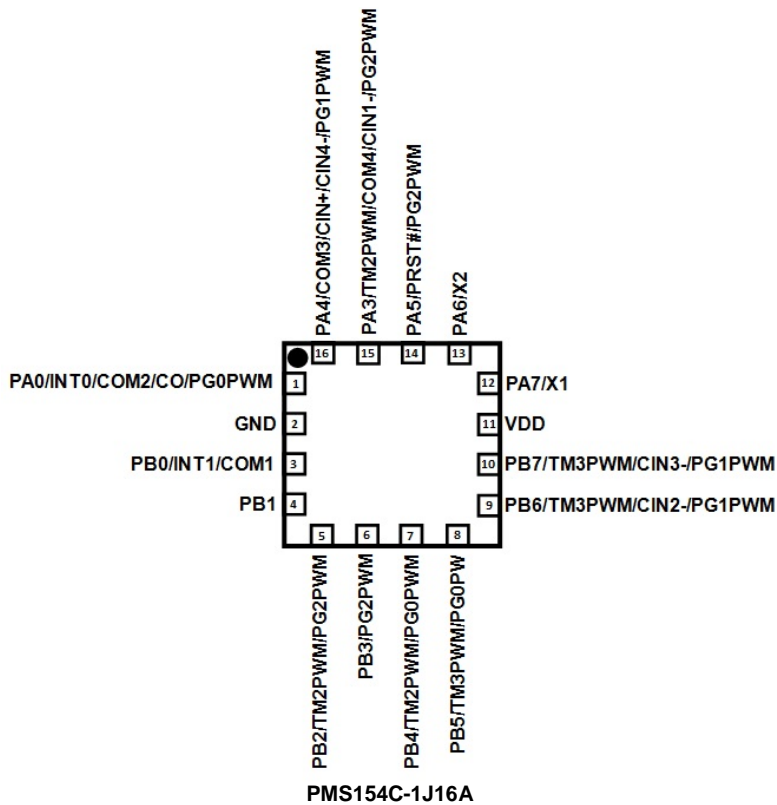 PA4/COM3/CIN+/CIN4-/PG1PWM
PA3/TM2PWM/COM4/CIN1-/PG2PWM
PA5/PRST#/PG2PWM
PA6/X2
16
15
14
13
PA0/INT0/COM2/CO/PG0PWM
1
12
PA7/X1
GND
2
11
VDD
PB0/INT1/COM1
3
10
PB7/TM3PWM/CIN3-/PG1PWM
PB1
4
9
PB6/TM3PWM/CIN2-/PG1PWM
5
6
7
8
PB2/TM2PWM/PG2PWM
PB3/PG2PWM
PB4/TM2PWM/PG0PWM
PB5/TM3PWM/PG0PW
PMS154C-1J16A